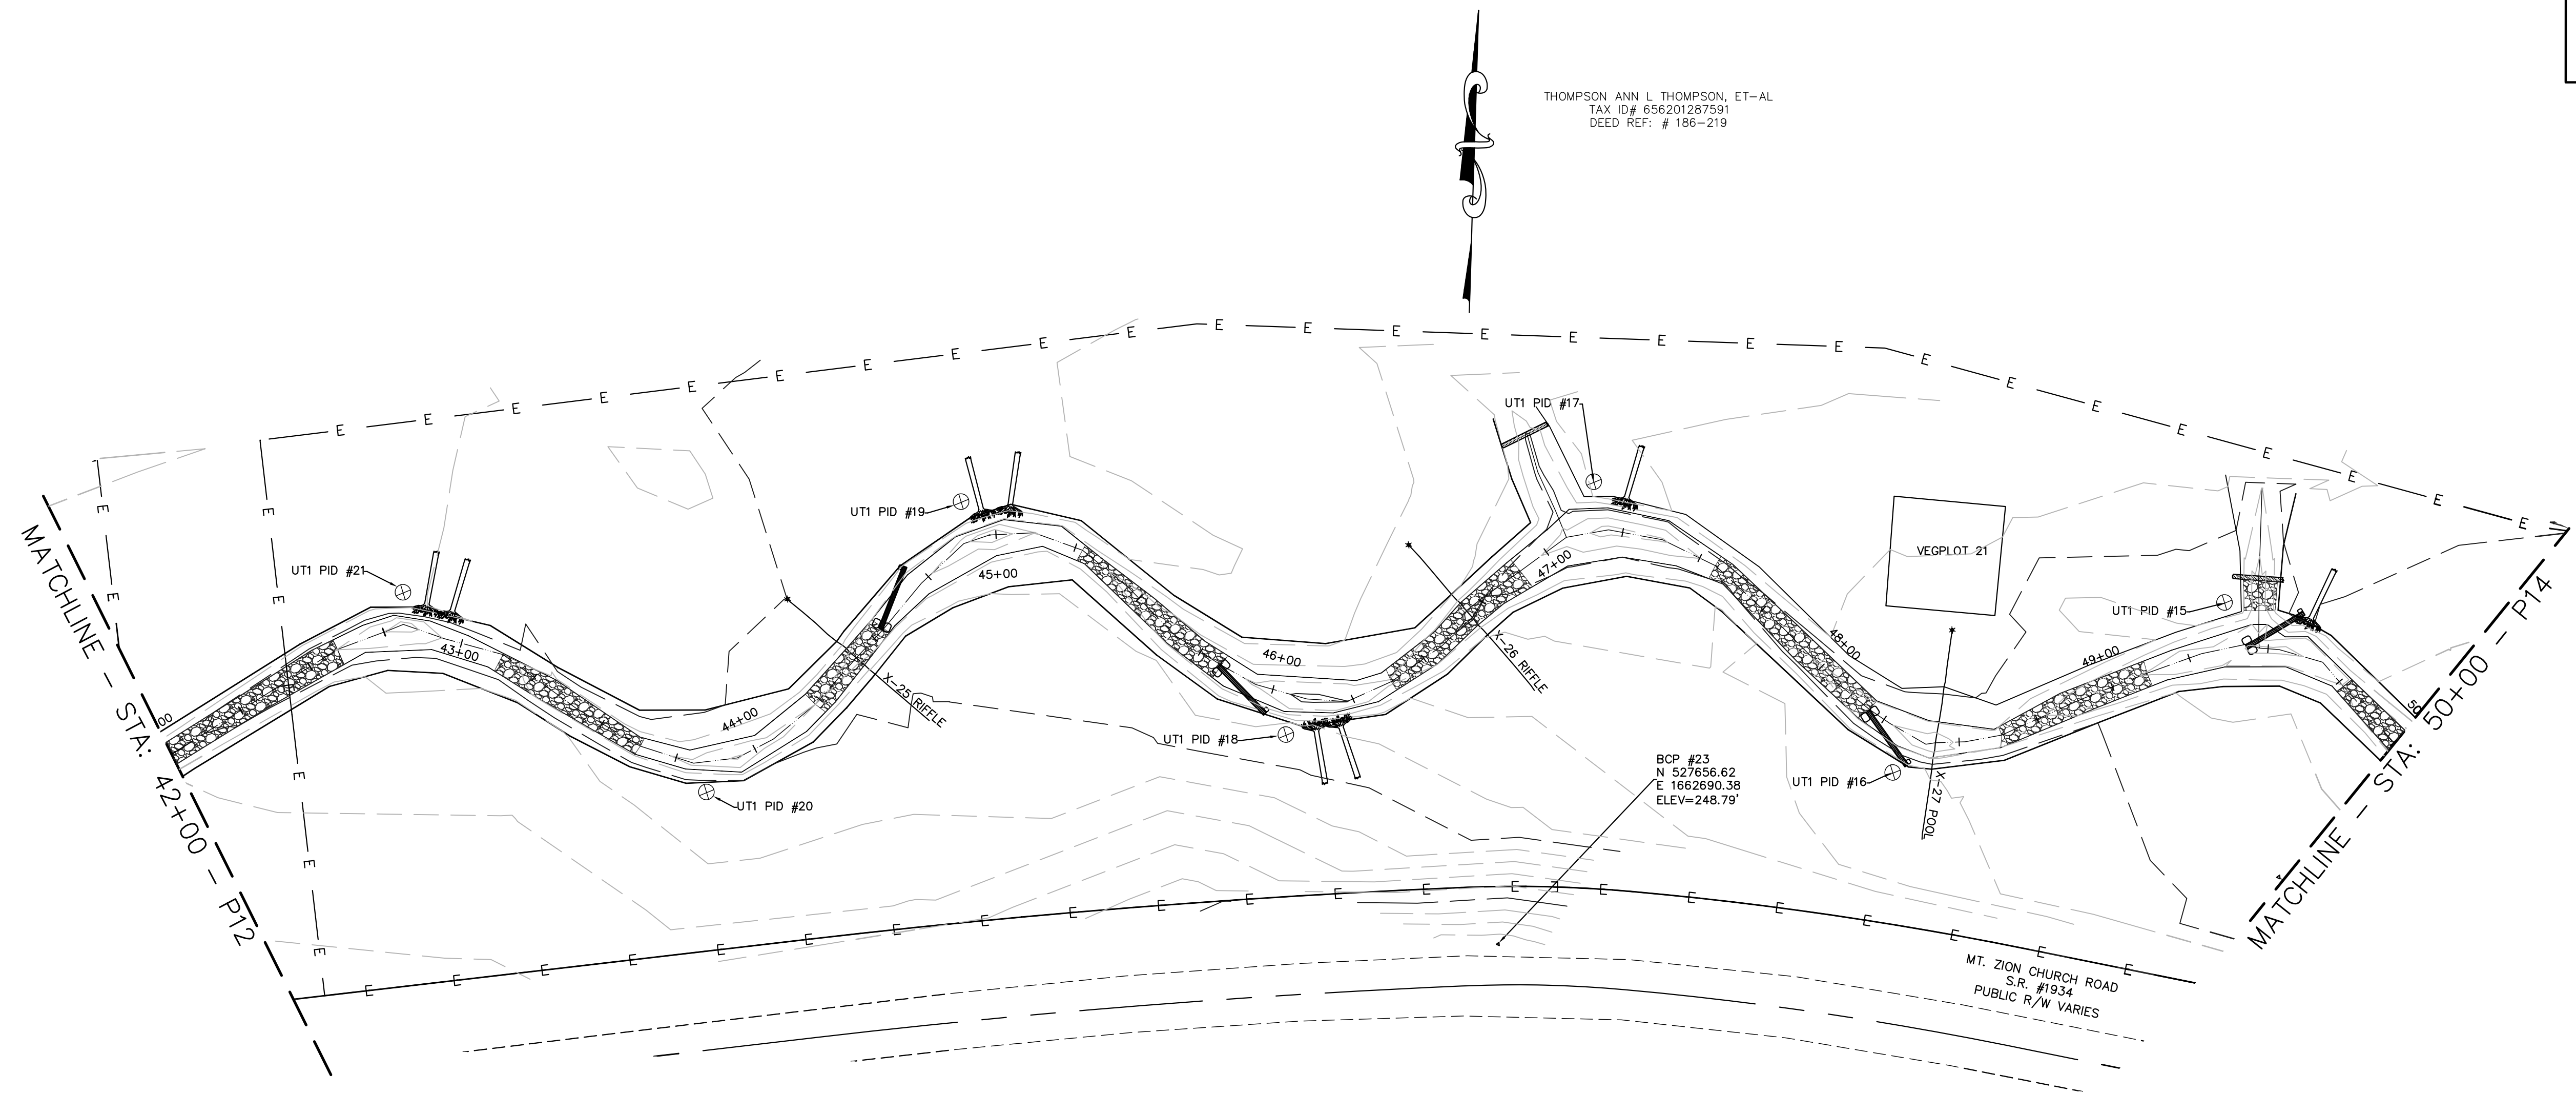 THOMPSON ANN L THOMPSON, ET-AL
TAX ID# 656201287591
DEED REF: # 186-219
E E E E E E E E E E E E E E E E E E E E E E E E E E
UT1 PID #17
UT1 PID #19
UT1 PID #21
VEGPLOT 21
UT1 PID #15
45+00
47+00
43+00
46+00
48+00
49+00
44+00
00
50
X-25 RIFFLE
X-26 RIFFLE
X-27 POOL
UT1 PID #18
UT1 PID #16
UT1 PID #20
BCP #23
N 527656.62
E 1662690.38
ELEV=248.79'
MATCHLINE - STA: 42+00 - P12
MATCHLINE - STA: 50+00 - P14
E E E E E E E E E E E E E E E E E E E E E
E E E E E E E
MT. ZION CHURCH ROAD
S.R. #1934
PUBLIC R/W VARIES